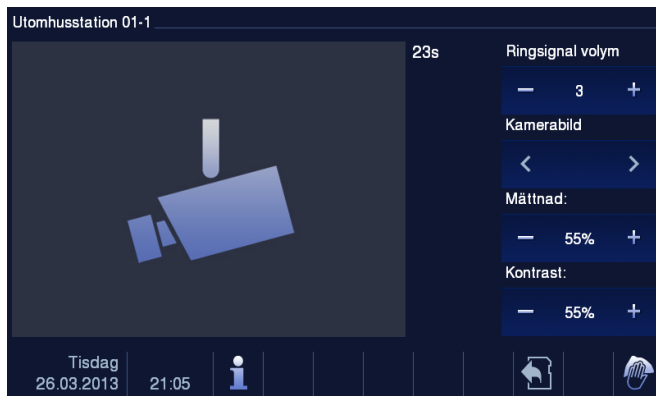 Utomhusstation 01-1
23s
Ringsignal volym
− 3 +
Kamerabild
< >
Mättnad:
− 55% +
Kontrast:
− 55% +
Tisdag
26.03.2013 21:05